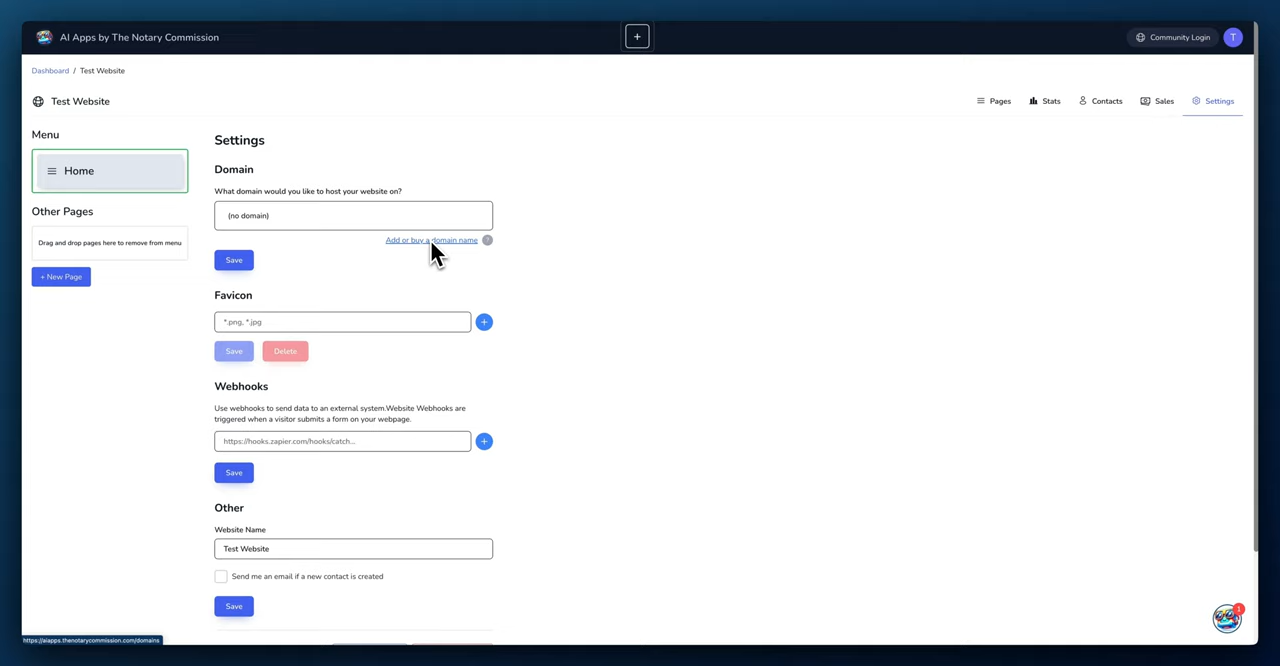 AI Apps by The Notary Commission
+
Community Login
T
Dashboard / Test Website
Test Website
Pages
Stats
Contacts
Sales
Settings
Menu
Home
Other Pages
Drag and drop pages here to remove from menu
+ New Page
Settings
Domain
What domain would you like to host your website on?
(no domain)
Add or buy a domain name ?
Save
Favicon
*.png, *.jpg
+
Save
Delete
Webhooks
Use webhooks to send data to an external system.Website Webhooks are
triggered when a visitor submits a form on your webpage.
https://hooks.zapier.com/hooks/catch...
+
Save
Other
Website Name
Test Website
Send me an email if a new contact is created
Save
1
https://aiapps.thenotarycommission.com/domains